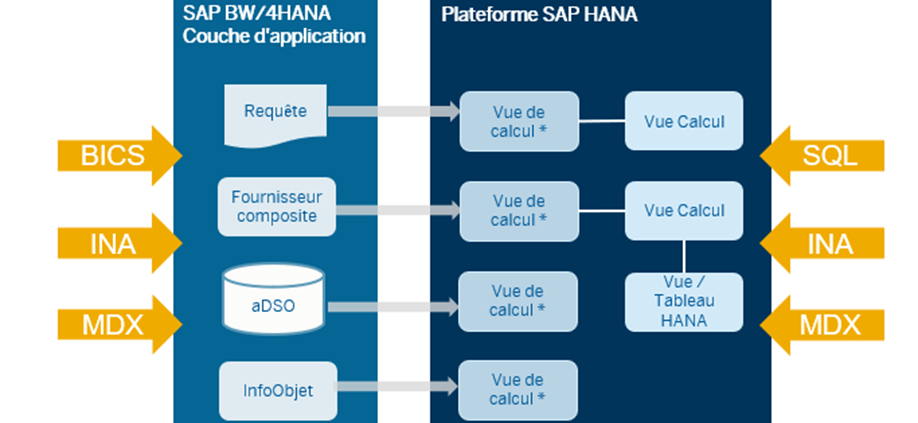 SAP BW/4HANA
Couche d'application
Plateforme SAP HANA
Requête
Vue de
calcul *
Vue Calcul
BICS
SQL
Fournisseur
composite
Vue de
calcul *
Vue Calcul
INA
INA
aDSO
Vue de
calcul *
Vue /
Tableau
HANA
MDX
MDX
InfoObjet
Vue de
calcul *